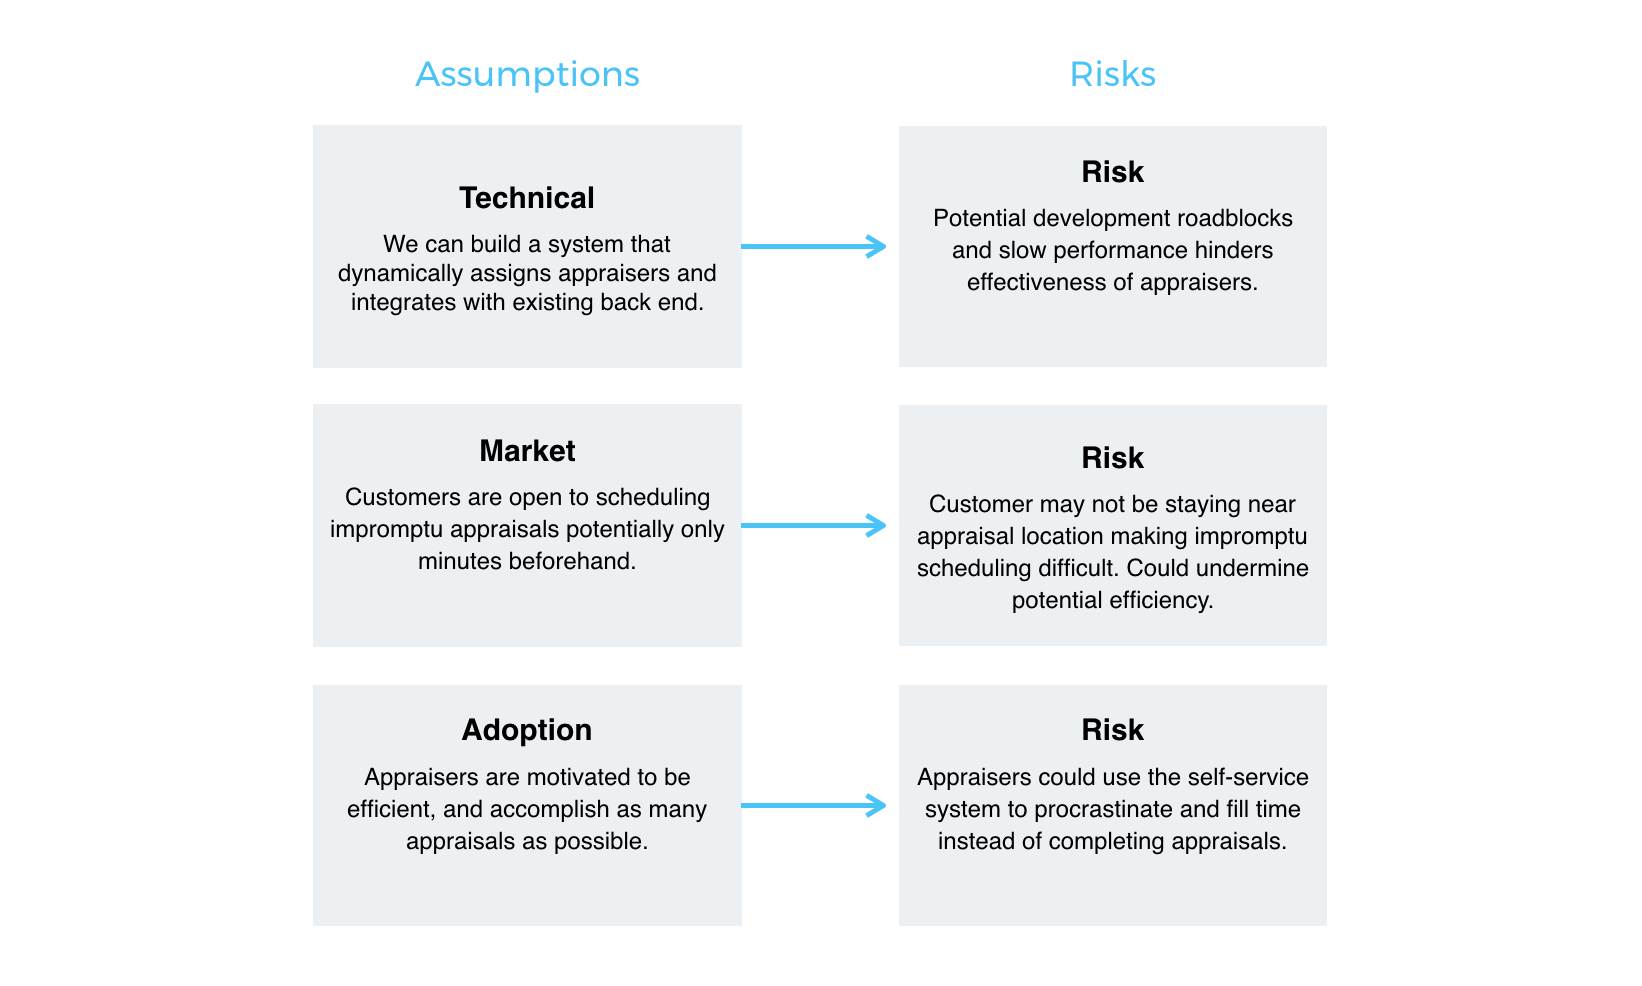 Assumptions
Risks
Technical
We can build a system that
dynamically assigns appraisers and
integrates with existing back end.
Risk
Potential development roadblocks
and slow performance hinders
effectiveness of appraisers.
Market
Customers are open to scheduling
impromptu appraisals potentially only
minutes beforehand.
Risk
Customer may not be staying near
appraisal location making impromptu
scheduling difficult. Could undermine
potential efficiency.
Adoption
Appraisers are motivated to be
efficient, and accomplish as many
appraisals as possible.
Risk
Appraisers could use the self-service
system to procrastinate and fill time
instead of completing appraisals.